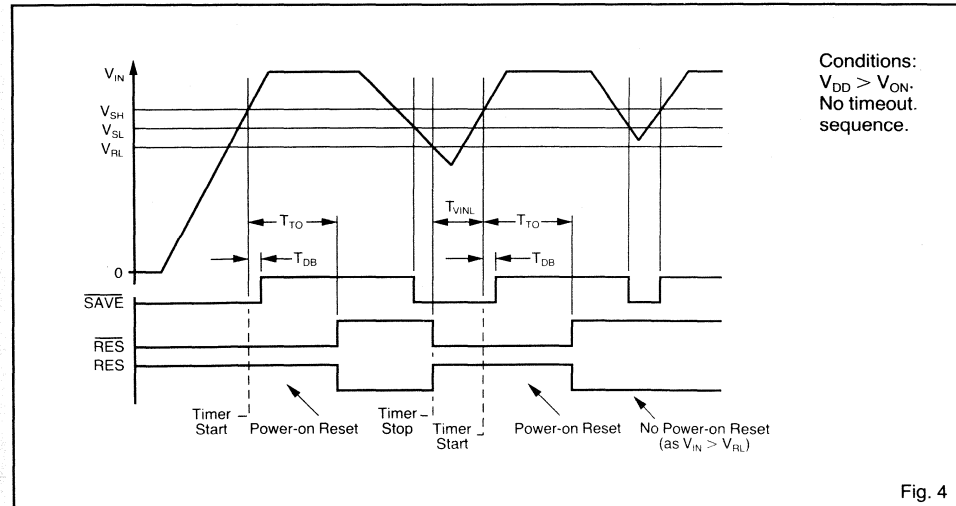 Conditions:
V_DD > V_ON.
No timeout.
sequence.
V_IN
V_SH
V_SL
V_RL
T_VINL
T_TO
T_TO
T_DB
T_DB
0
SAVE
RES
RES
Timer
Start
Power-on Reset
Timer
Stop
Timer
Start
Power-on Reset
No Power-on Reset
(as V_IN > V_RL)
Fig. 4